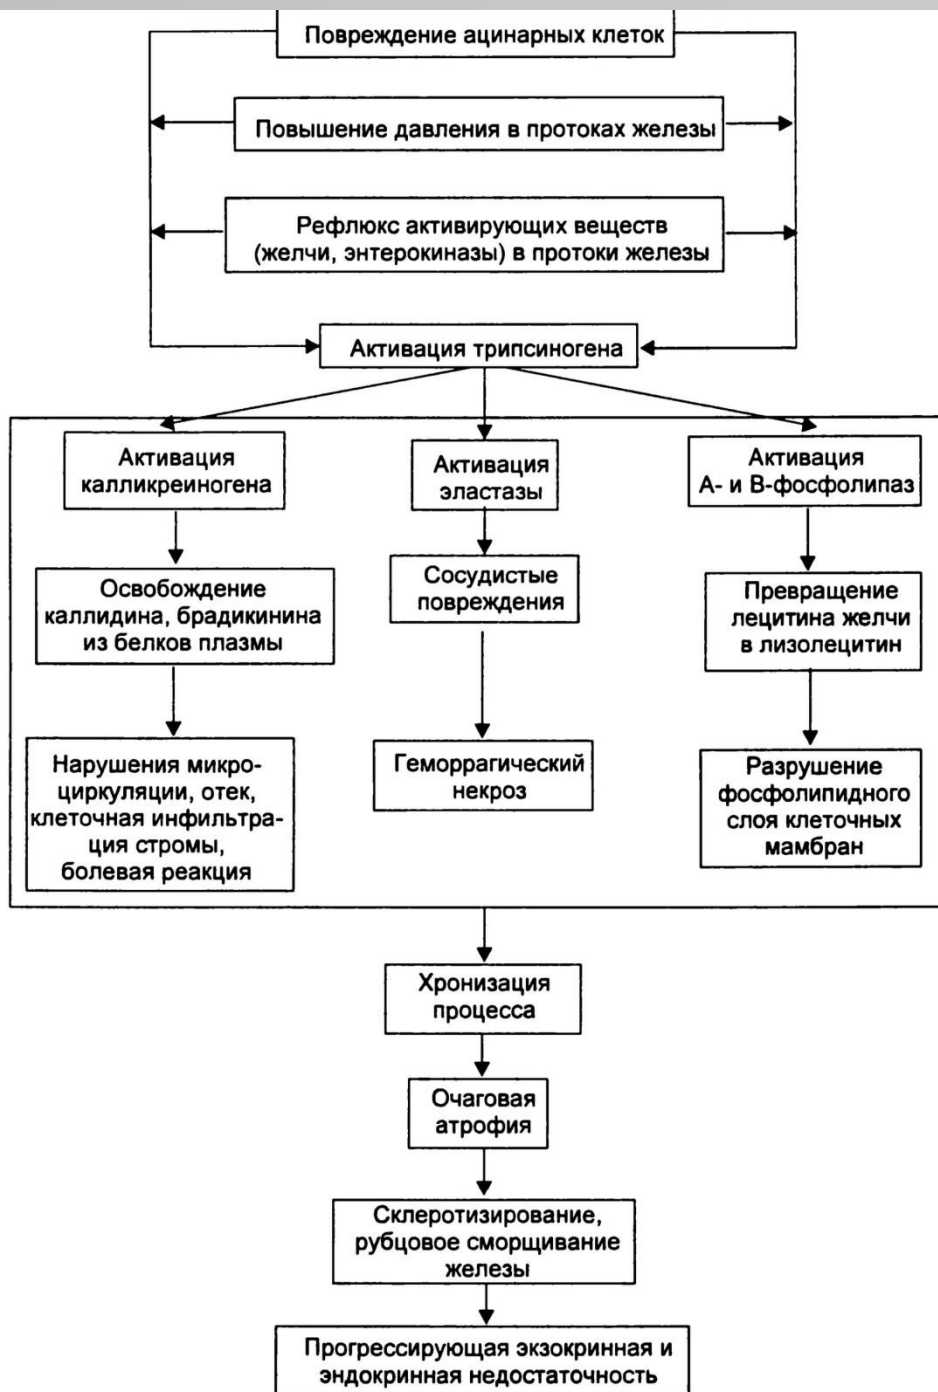 Повреждение ацинарных клеток
Повышение давления в протоках железы
Рефлюкс активирующих веществ
(желчи, энтерокиназы) в протоки железы
Активация трипсиногена
Активация
калликреиногена
Активация
эластазы
Активация
А- и В-фосфолипаз
Освобождение
каллидина, брадикинина
из белков плазмы
Сосудистые
повреждения
Превращение
лецитина желчи
в лизолецитин
Нарушения микро-
циркуляции, отек,
клеточная инфильтра-
ция стромы,
болевая реакция
Геморрагический
некроз
Разрушение
фосфолипидного
слоя клеточных
мамбран
Хронизация
процесса
Очаговая
атрофия
Склеротизирование,
рубцовое сморщивание
железы
Прогрессирующая экзокринная и
эндокринная недостаточность